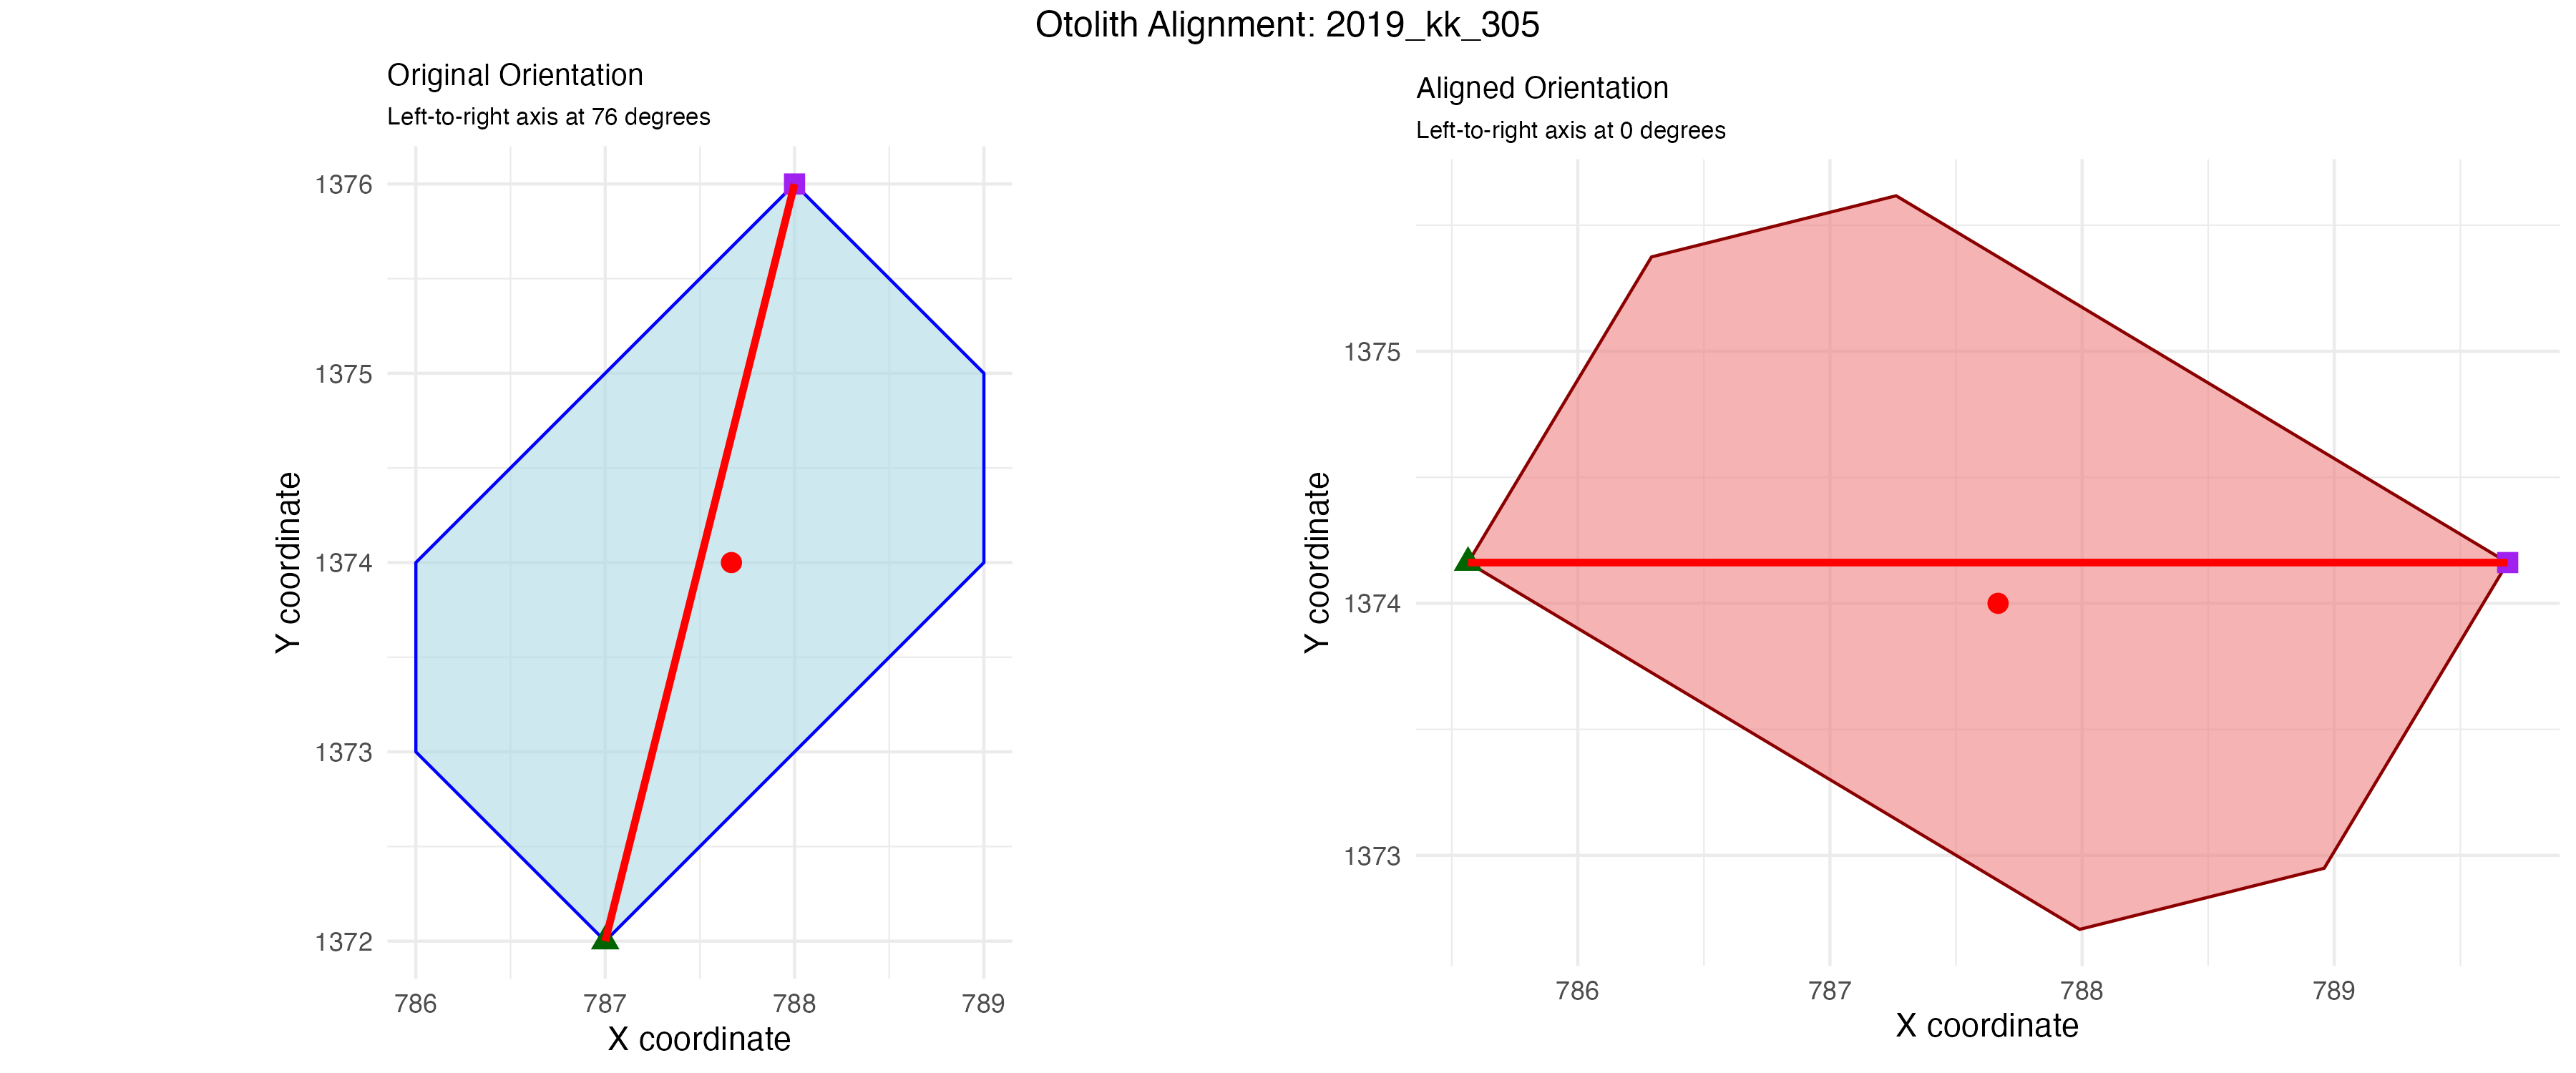 Otolith Alignment: 2019_kk_305
Original Orientation
Left-to-right axis at 76 degrees
1376
1375
1374
1373
1372
Y coordinate
786 787 788 789
X coordinate
Aligned Orientation
Left-to-right axis at 0 degrees
1375
1374
1373
Y coordinate
786 787 788 789
X coordinate